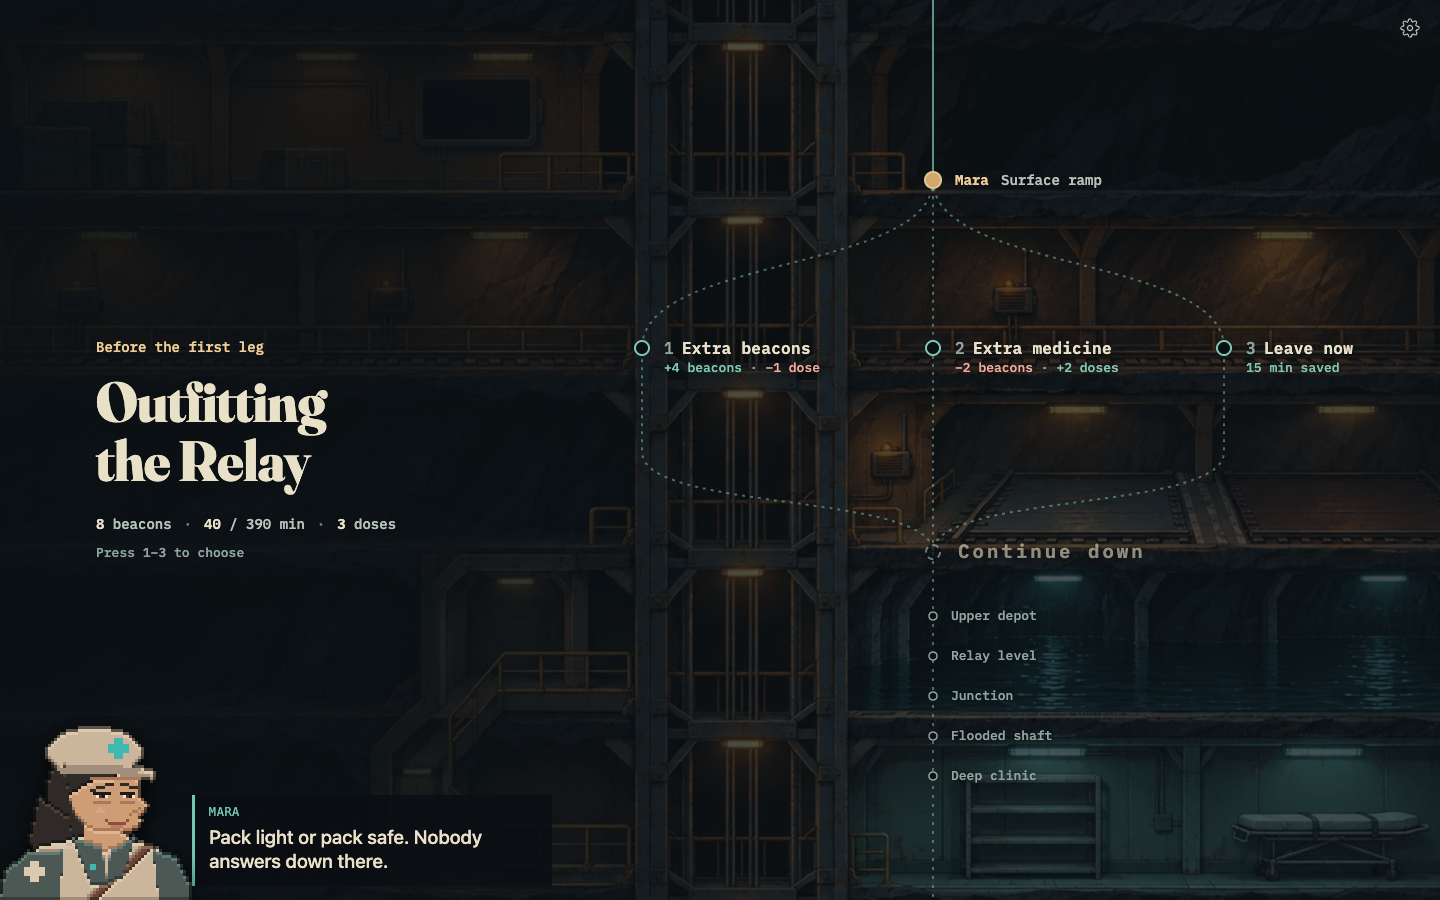 Mara Surface ramp
Before the first leg
Outfitting
the Relay
8 beacons · 40 / 390 min · 3 doses
Press 1–3 to choose
1 Extra beacons
+4 beacons · −1 dose
2 Extra medicine
−2 beacons · +2 doses
3 Leave now
15 min saved
Continue down
Upper depot
Relay level
Junction
Flooded shaft
Deep clinic
MARA
Pack light or pack safe. Nobody
answers down there.